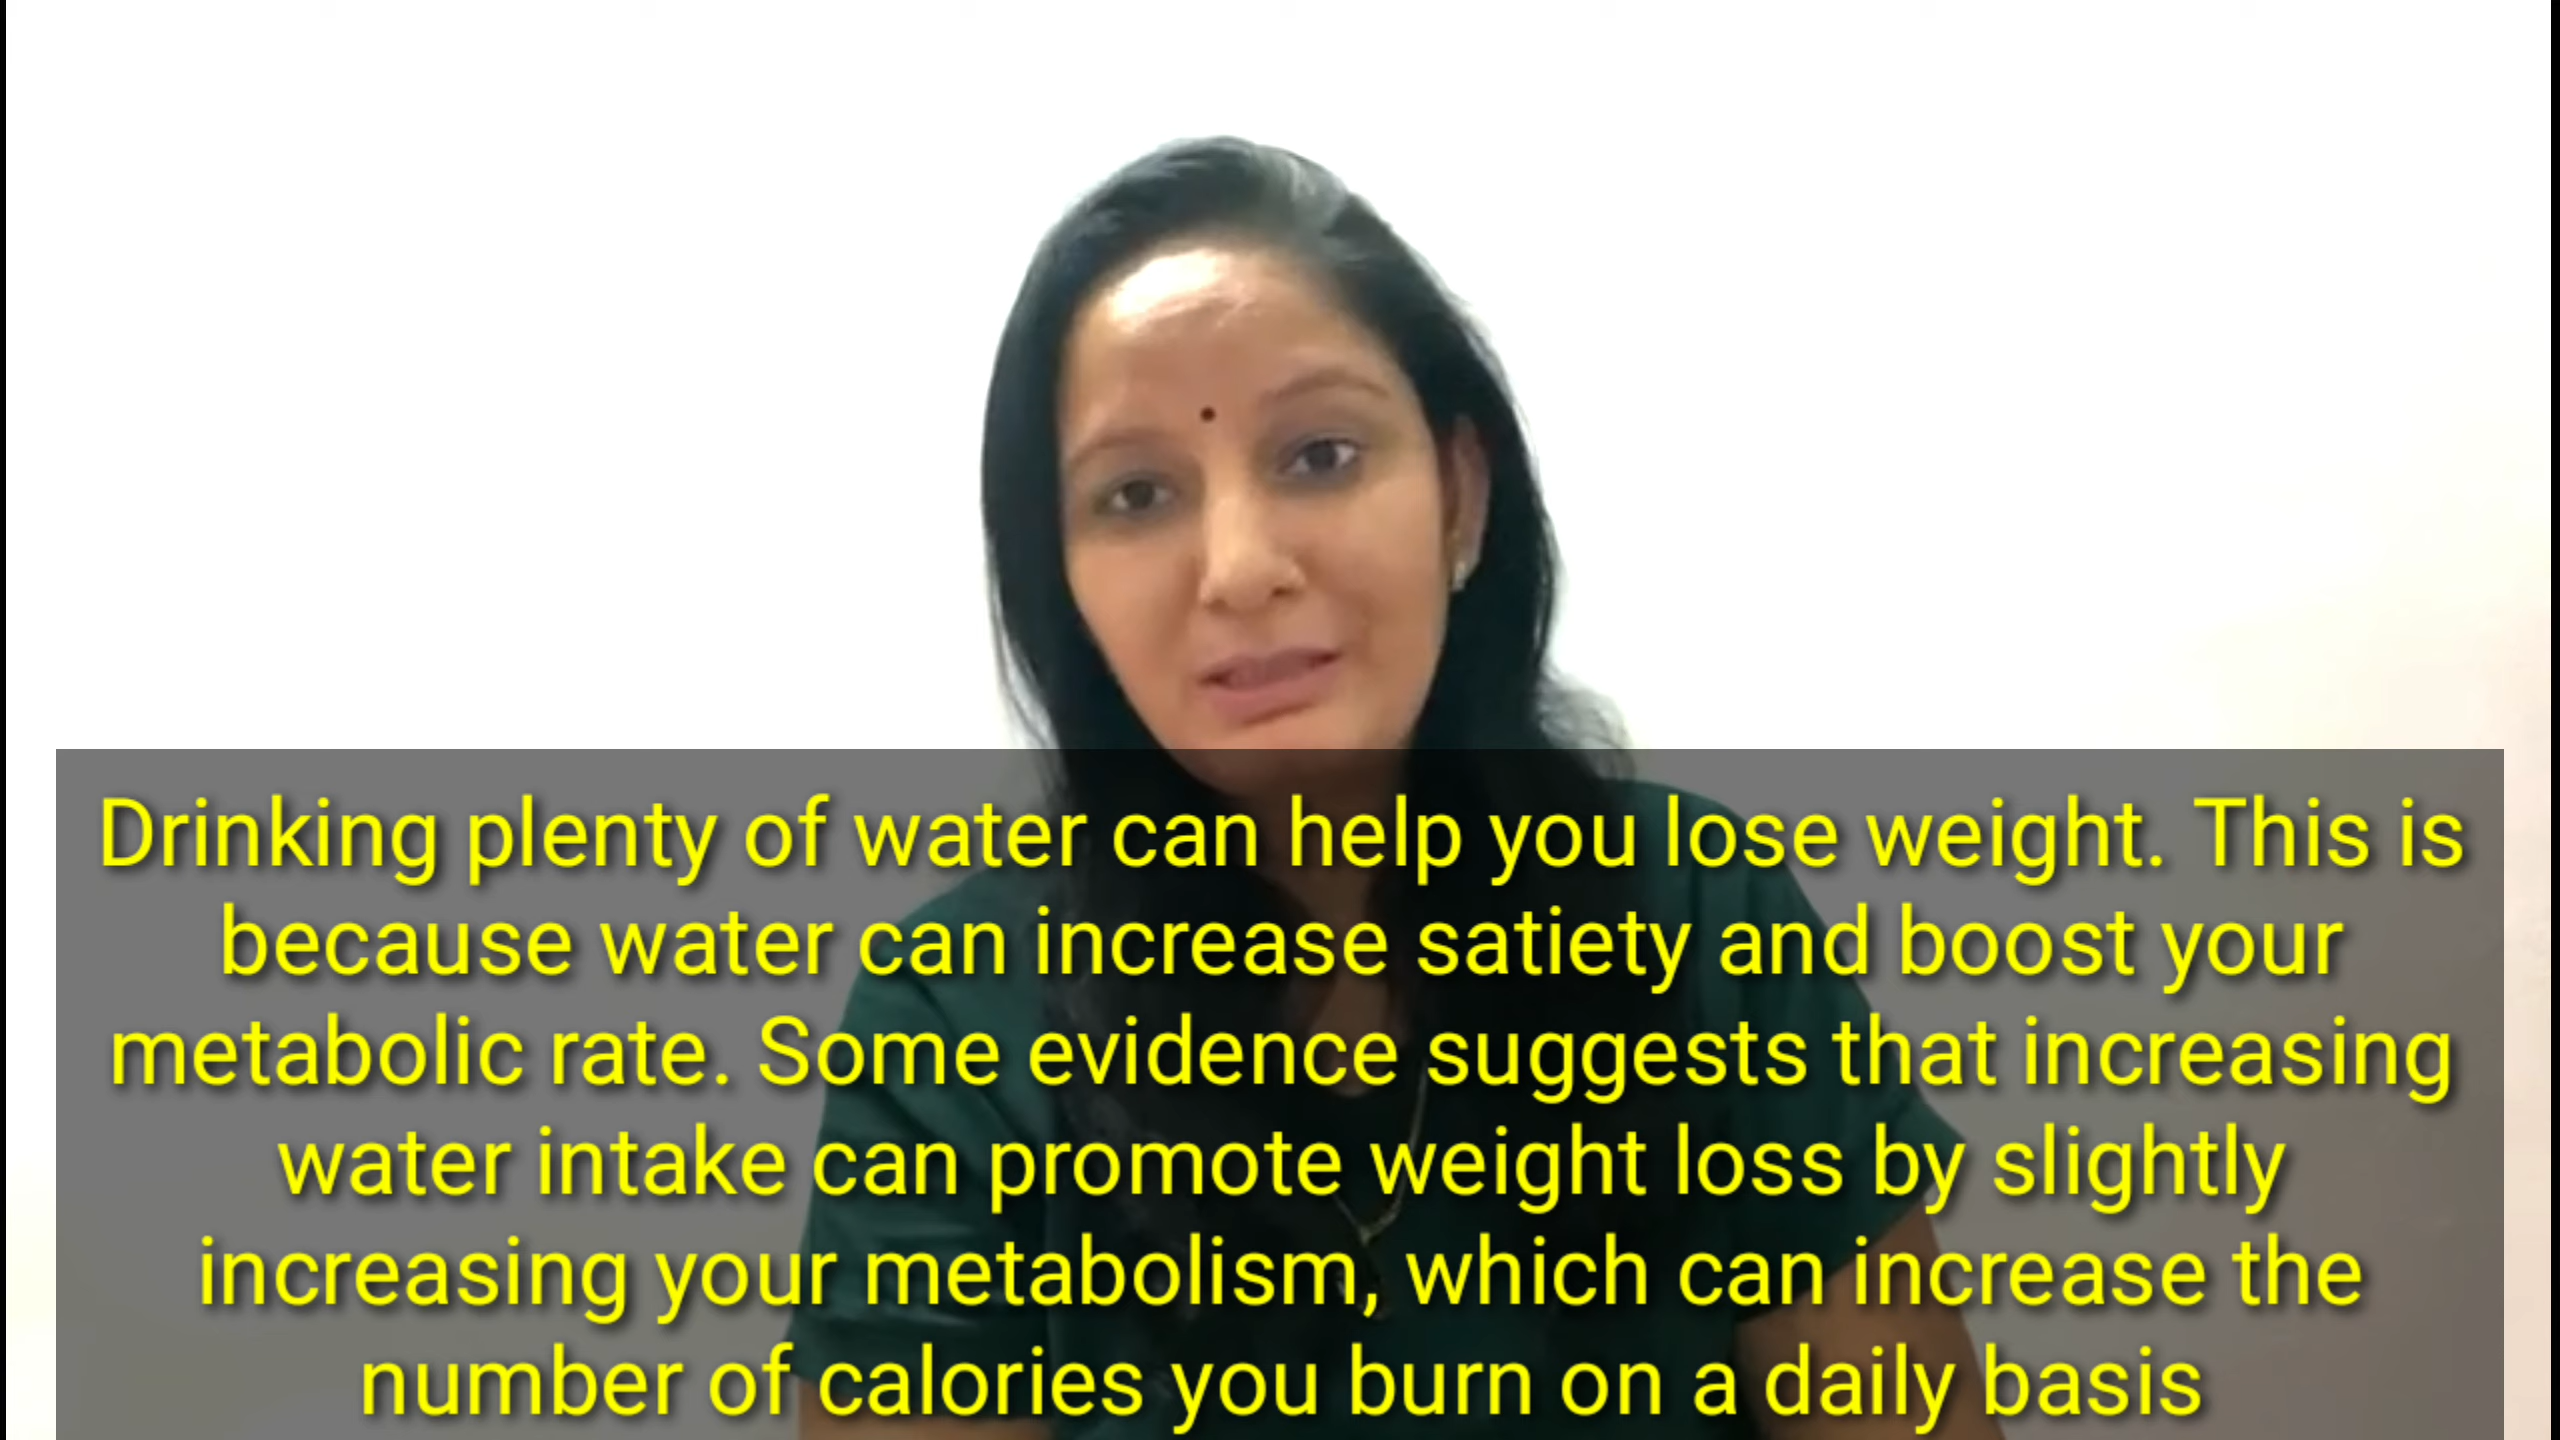 Drinking plenty of water can help you lose weight. This is
because water can increase satiety and boost your
metabolic rate. Some evidence suggests that increasing
water intake can promote weight loss by slightly
increasing your metabolism, which can increase the
number of calories you burn on a daily basis